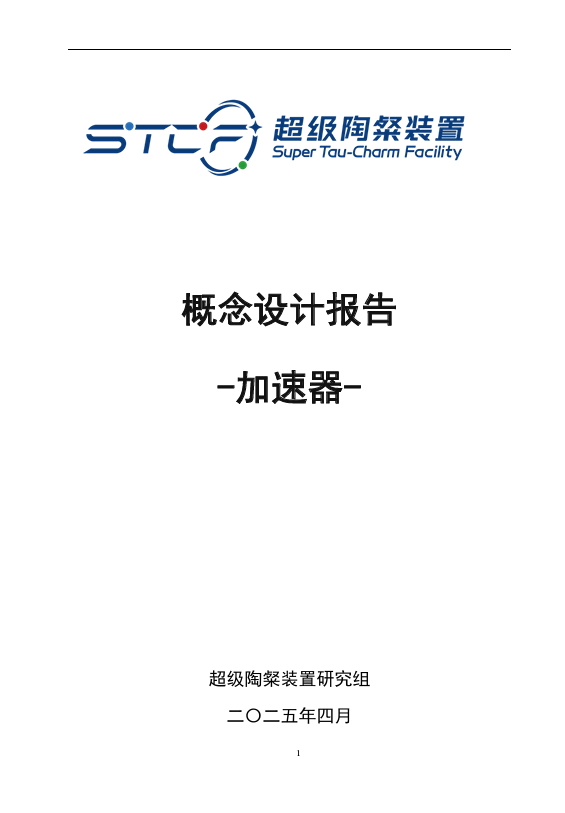 STCF 超级陶粲装置
Super Tau-Charm Facility
概念设计报告
-加速器-
超级陶粲装置研究组
二〇二五年四月
1